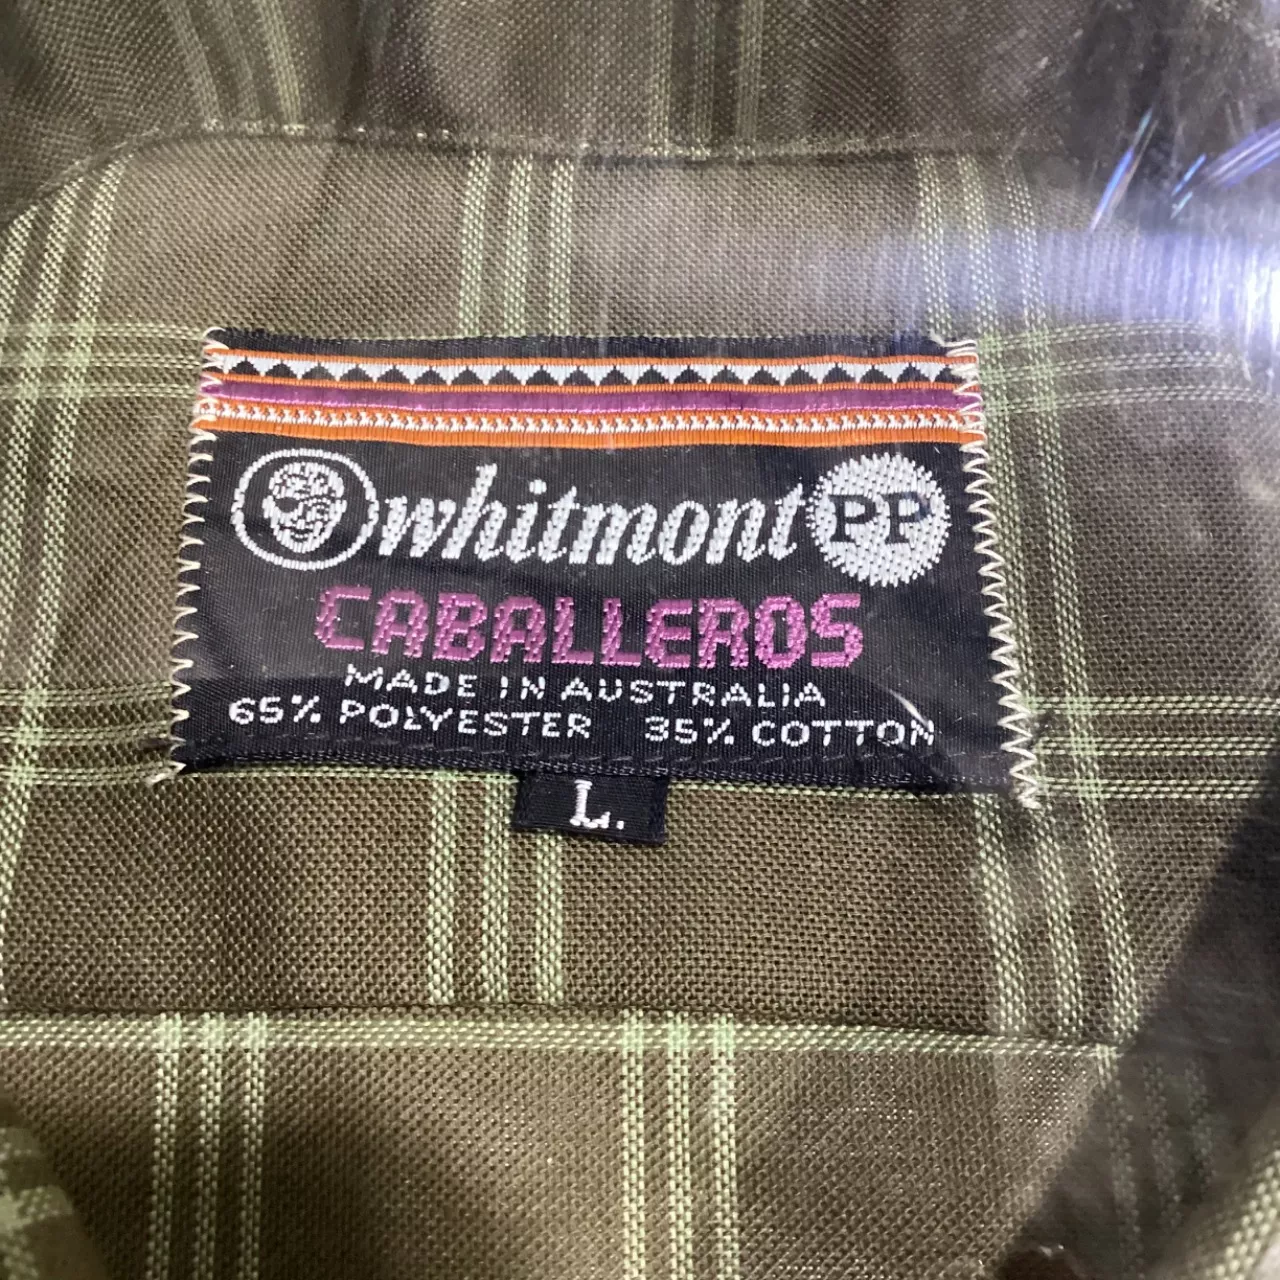 whitmont PP
CABALLEROS
MADE IN AUSTRALIA
65% POLYESTER 35% COTTON
L.